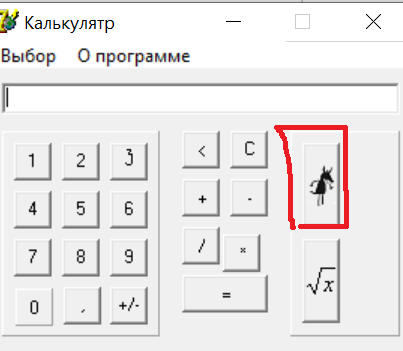 Калькулятр
Выбор О программе
1 2 3 < C
4 5 6 + -
7 8 9 / *
0 , +/- = √x